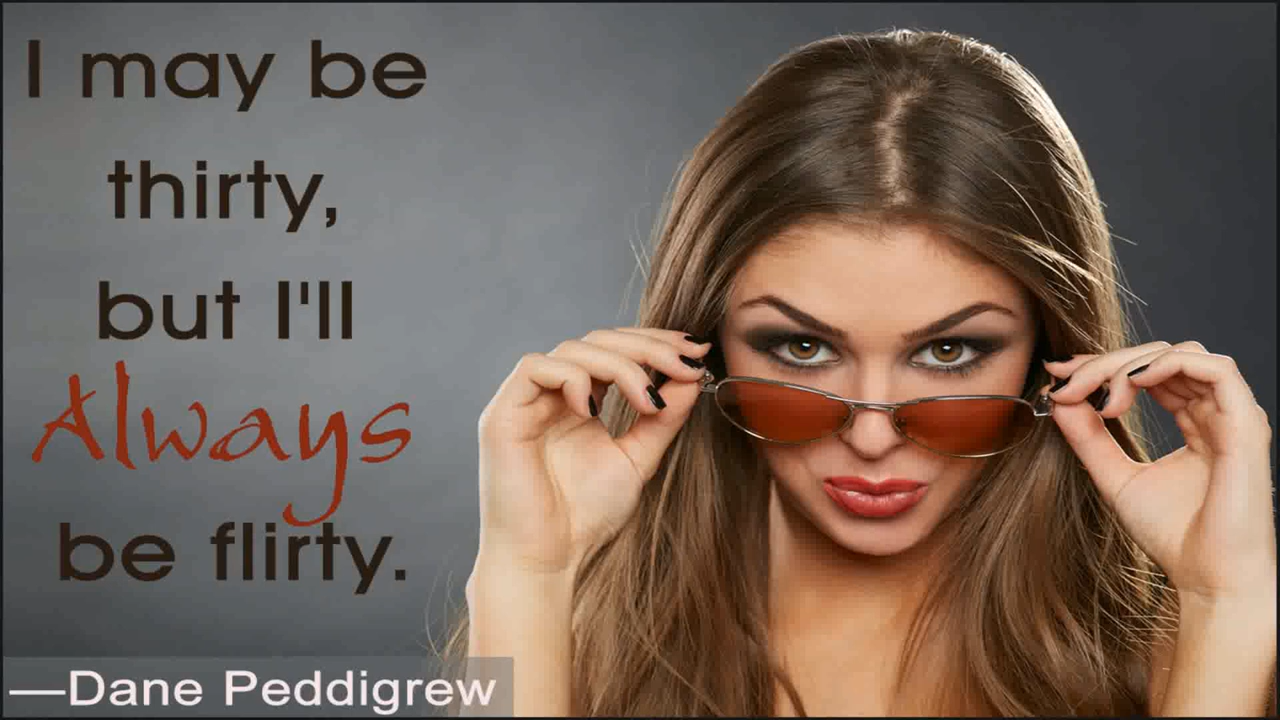 I may be
thirty,
but I'll
Always
be flirty.
—Dane Peddigrew